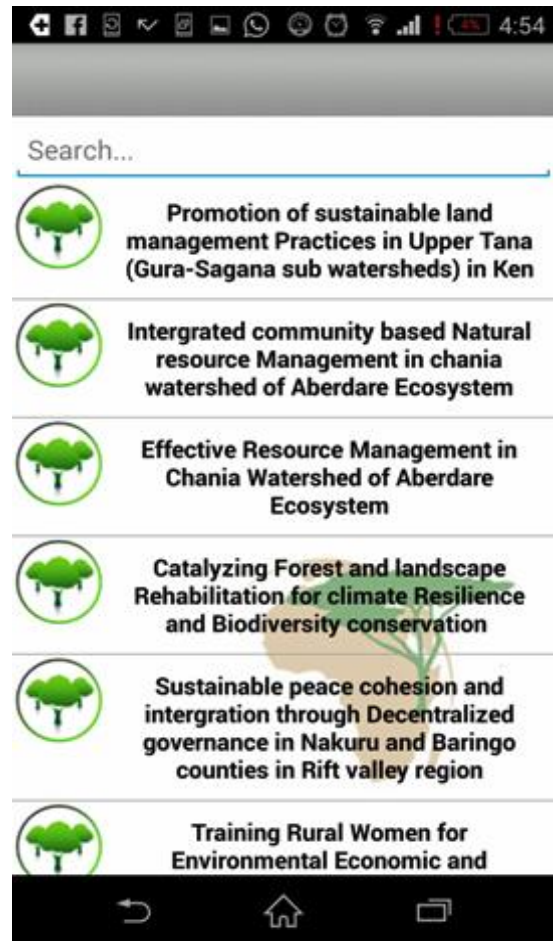 4% 4:54
Search...
Promotion of sustainable land
management Practices in Upper Tana
(Gura-Sagana sub watersheds) in Ken
Intergrated community based Natural
resource Management in chania
watershed of Aberdare Ecosystem
Effective Resource Management in
Chania Watershed of Aberdare
Ecosystem
Catalyzing Forest and landscape
Rehabilitation for climate Resilience
and Biodiversity conservation
Sustainable peace cohesion and
intergration through Decentralized
governance in Nakuru and Baringo
counties in Rift valley region
Training Rural Women for
Environmental Economic and